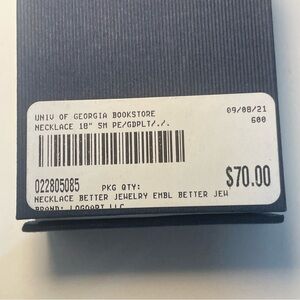 UNIV OF GEORGIA BOOKSTORE 09/08/21
NECKLACE 18" SM PE/GDPLT/./. 600
022805085 PKG QTY: $70.00
NECKLACE BETTER JEWELRY EMBL BETTER JEW
BRAND: LOGOART LLC